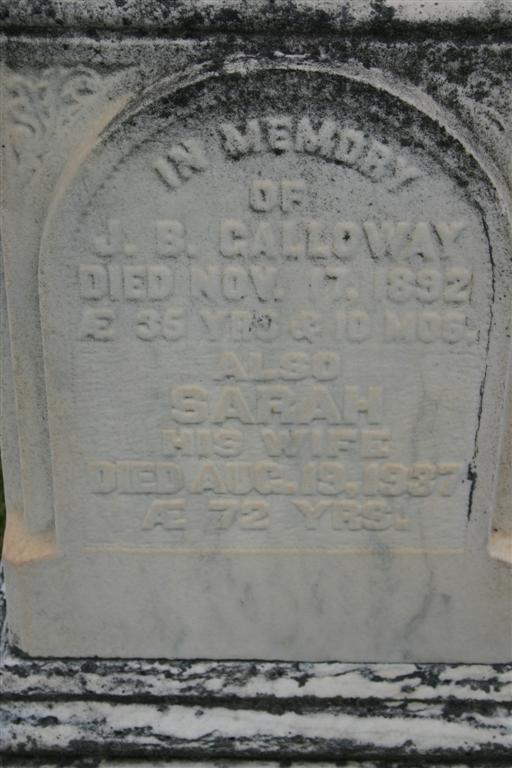 IN MEMORY
OF
J. B. GALLOWAY
DIED NOV. 17, 1892
Æ 35 YRS & 10 MOS.
ALSO
SARAH
HIS WIFE
DIED AUG. 19, 1937
Æ 72 YRS.